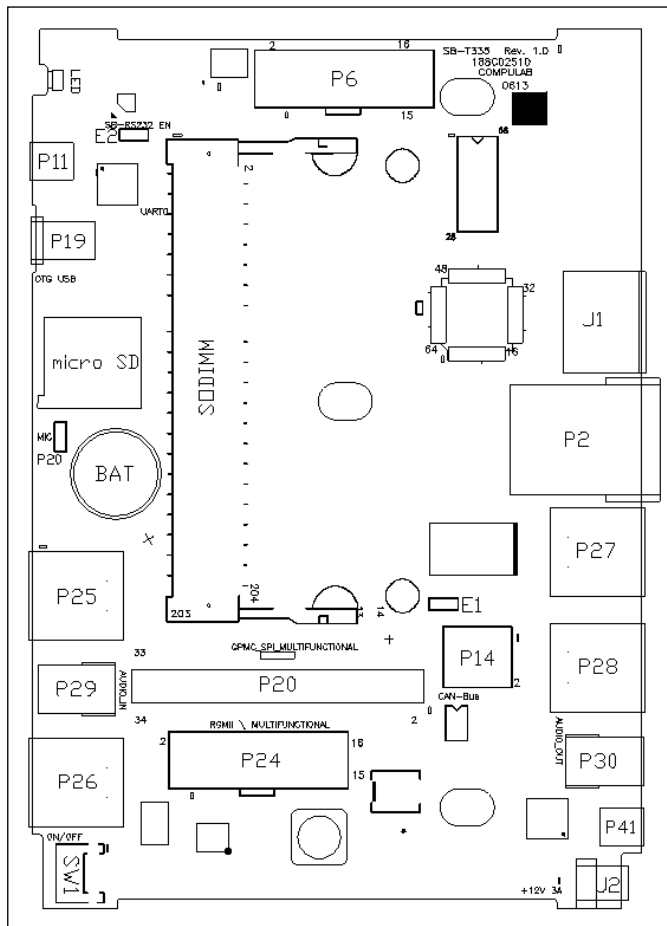 2
16
SB-T335 Rev. 1.0
188C02510
COMPULAB
0613
P6
15
LED
SB-RS232 EN
E2
P11
UART0
2
P19
OTG USB
66
28
48
32
64
16
J1
micro SD
SODIMM
P2
MIC
P20
BAT
P27
P25
203
204
13
14
E1
33
GPMC_SPI_MULTIFUNCTIONAL
P14
2
P28
P29
AUDIO_IN
P20
CAN-Bus
34
2
RGMII \ MULTIFUNCTIONAL
2
16
P24
15
AUDIO_OUT
P30
P26
P41
ON/OFF
SW1
+12V 3A
J2